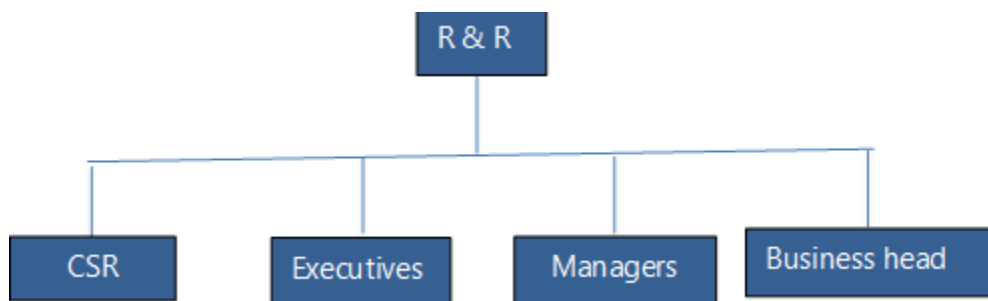 R & R
CSR
Executives
Managers
Business head